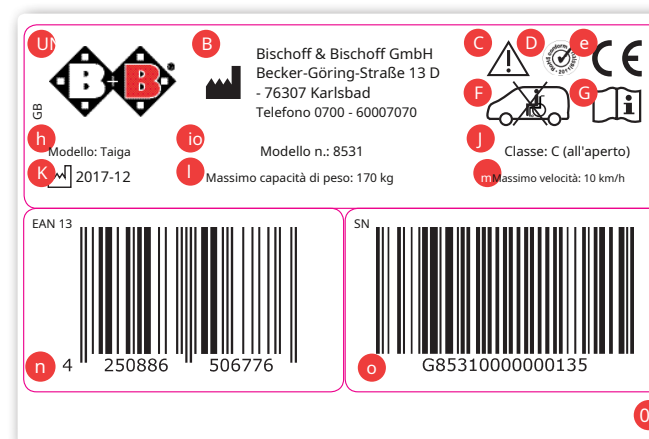 UN
B
C
D
e
B+B®
Bischoff & Bischoff GmbH
Becker-Göring-Straße 13 D
- 76307 Karlsbad
Telefono 0700 - 60007070
CE
F
G
GB
h
io
J
Modello: Taiga
Modello n.: 8531
Classe: C (all'aperto)
K
2017-12
l
Massimo capacità di peso: 170 kg
m
Massimo velocità: 10 km/h
EAN 13
SN
n
4 250886 506776
o
G85310000000135
0